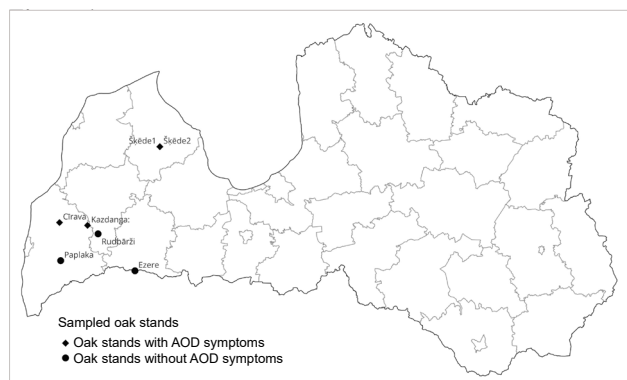 Šķēde1 Šķēde2
Cīrava
Kazdanga:
Rudbārži
Paplaka
Ezere
Sampled oak stands
Oak stands with AOD symptoms
Oak stands without AOD symptoms